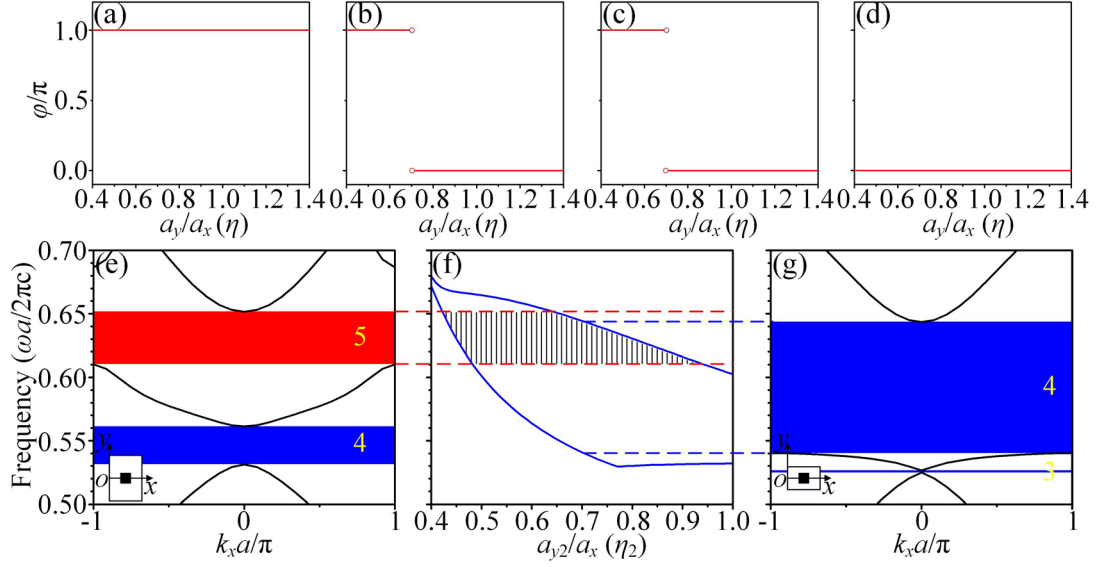 (a) (b) (c) (d)
φ/π
1.0
0.5
0.0
0.4 0.6 0.8 1.0 1.2 1.4
0.4 0.6 0.8 1.0 1.2 1.4
0.4 0.6 0.8 1.0 1.2 1.4
0.4 0.6 0.8 1.0 1.2 1.4
ay/ax (η) ay/ax (η) ay/ax (η) ay/ax (η)
Frequency (ωa/2πc)
0.70
0.65
0.60
0.55
0.50
(e) (f) (g)
5
4
y
o x
4
3
y
o x
-1 0 1
0.4 0.5 0.6 0.7 0.8 0.9 1.0
-1 0 1
kxa/π ay2/ax (η2) kxa/π